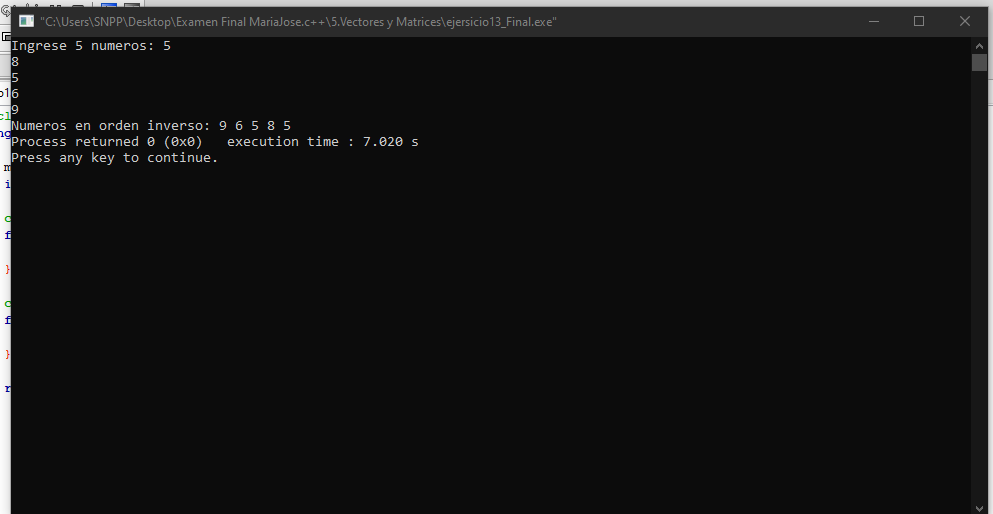 "C:\Users\SNPP\Desktop\Examen Final MariaJose.c++\5.Vectores y Matrices\ejersicio13_Final.exe"
Ingrese 5 numeros: 5
8
5
6
9
Numeros en orden inverso: 9 6 5 8 5
Process returned 0 (0x0)   execution time : 7.020 s
Press any key to continue.